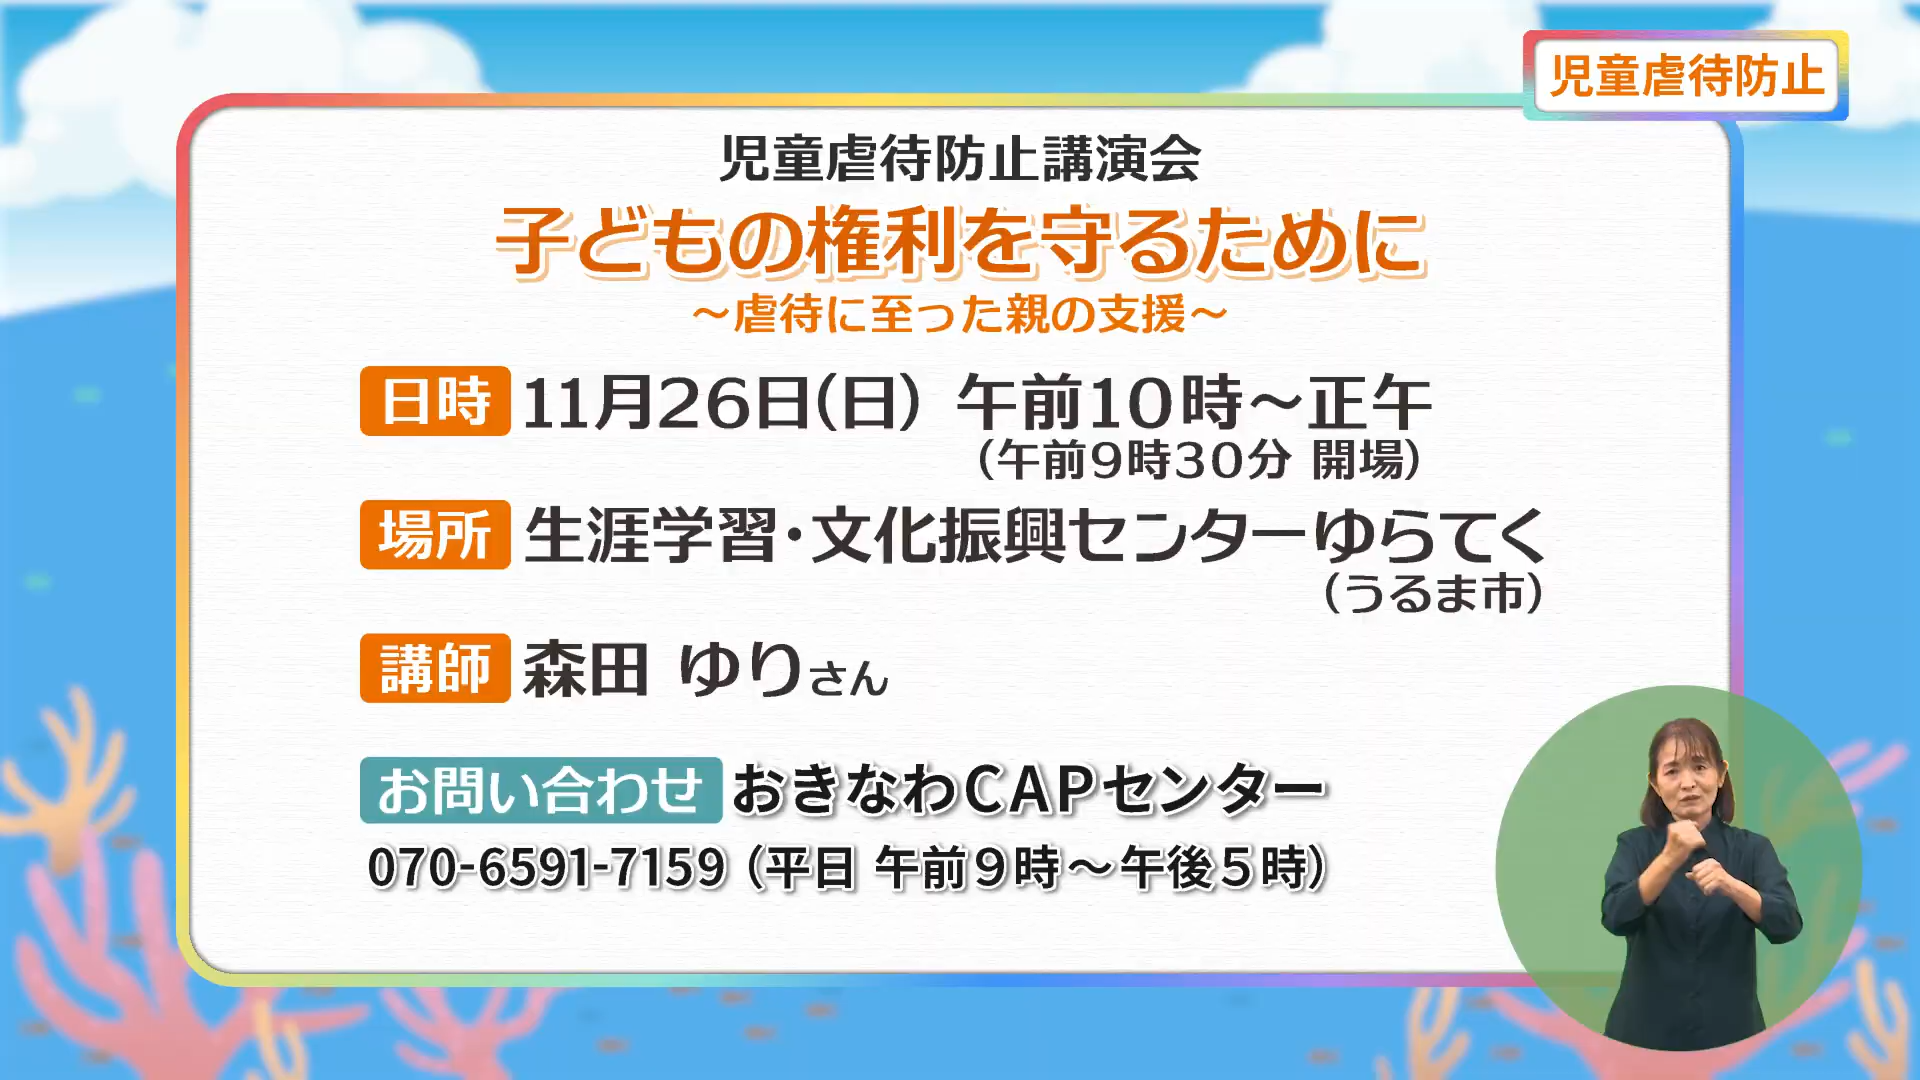 児童虐待防止
児童虐待防止講演会
子どもの権利を守るために
～虐待に至った親の支援～
日時 11月26日(日) 午前10時～正午
(午前9時30分 開場)
場所 生涯学習・文化振興センターゆらてく
(うるま市)
講師 森田 ゆりさん
お問い合わせ おきなわCAPセンター
070-6591-7159 (平日 午前9時～午後5時)